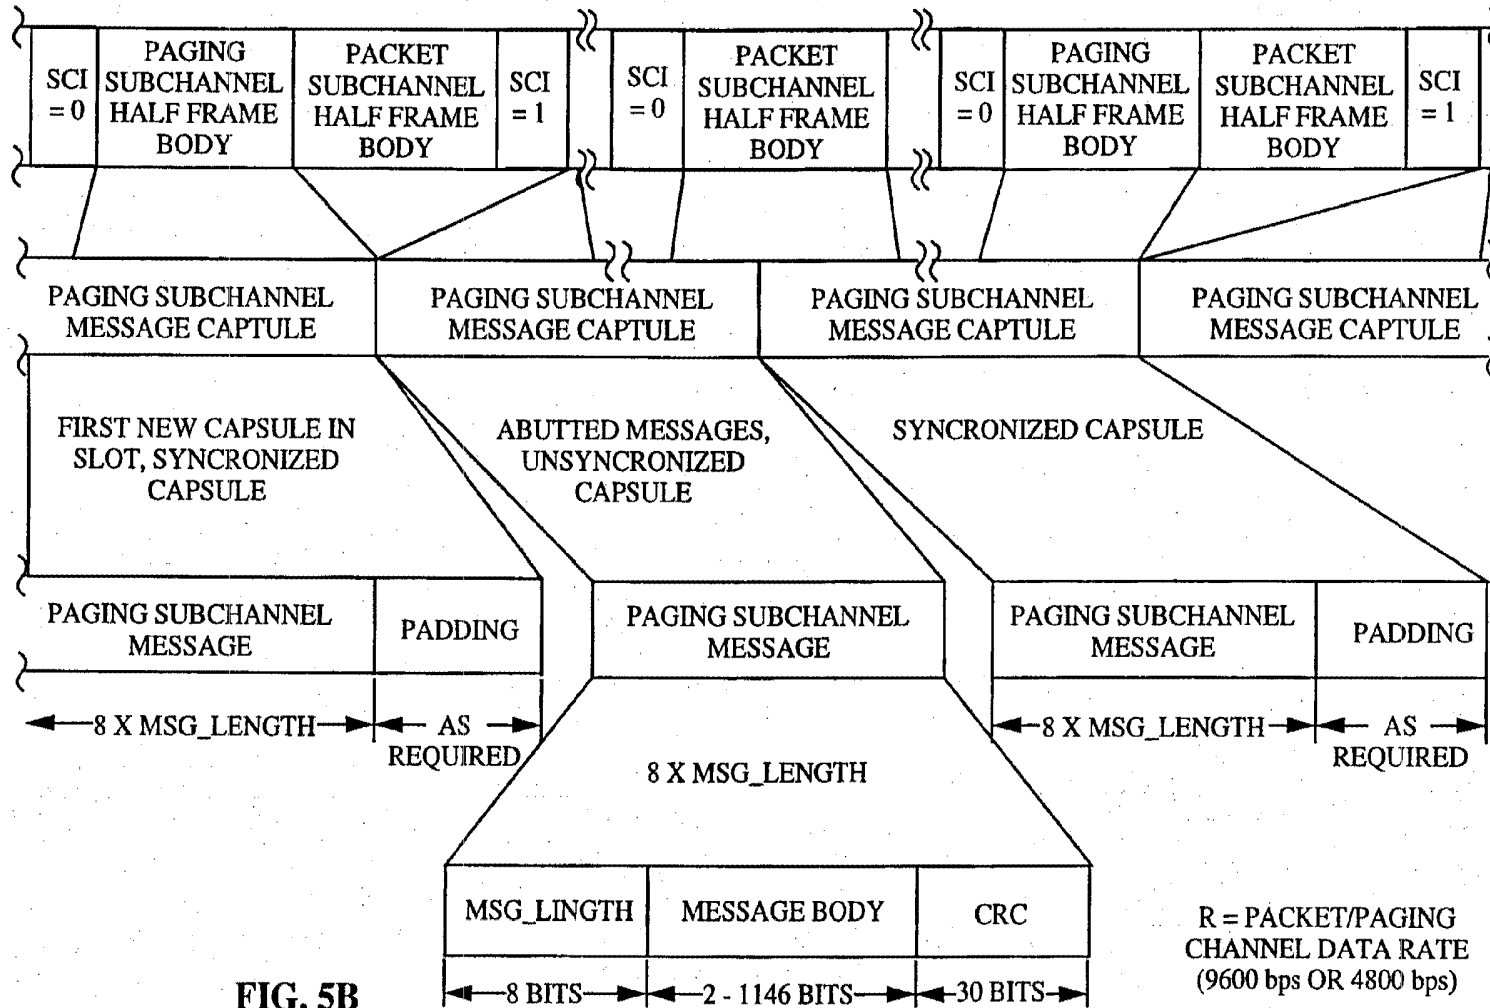 SCI
= 0
PAGING
SUBCHANNEL
HALF FRAME
BODY
PACKET
SUBCHANNEL
HALF FRAME
BODY
SCI
= 1
SCI
= 0
PACKET
SUBCHANNEL
HALF FRAME
BODY
SCI
= 0
PAGING
SUBCHANNEL
HALF FRAME
BODY
PACKET
SUBCHANNEL
HALF FRAME
BODY
SCI
= 1
PAGING SUBCHANNEL
MESSAGE CAPTULE
PAGING SUBCHANNEL
MESSAGE CAPTULE
PAGING SUBCHANNEL
MESSAGE CAPTULE
PAGING SUBCHANNEL
MESSAGE CAPTULE
FIRST NEW CAPSULE IN
SLOT, SYNCRONIZED
CAPSULE
ABUTTED MESSAGES,
UNSYNCRONIZED
CAPSULE
SYNCRONIZED CAPSULE
PAGING SUBCHANNEL
MESSAGE
PADDING
PAGING SUBCHANNEL
MESSAGE
PAGING SUBCHANNEL
MESSAGE
PADDING
8 X MSG_LENGTH
AS
REQUIRED
8 X MSG_LENGTH
8 X MSG_LENGTH
AS
REQUIRED
MSG_LINGTH
MESSAGE BODY
CRC
8 BITS
2 - 1146 BITS
30 BITS
R = PACKET/PAGING
CHANNEL DATA RATE
(9600 bps OR 4800 bps)
FIG. 5B